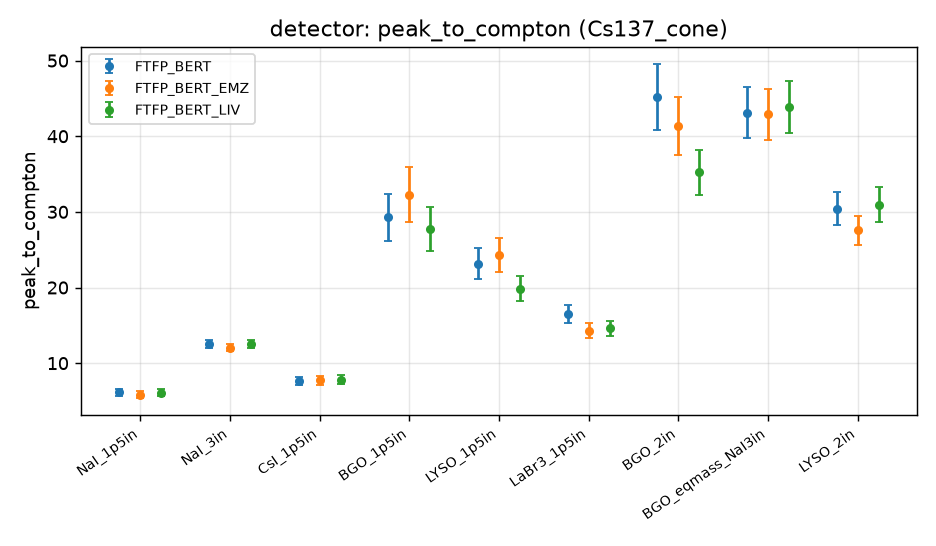 detector: peak_to_compton (Cs137_cone)
FTFP_BERT
FTFP_BERT_EMZ
FTFP_BERT_LIV
peak_to_compton
50
40
30
20
10
NaI_1p5in
NaI_3in
CsI_1p5in
BGO_1p5in
LYSO_1p5in
LaBr3_1p5in
BGO_2in
BGO_eqmass_NaI3in
LYSO_2in